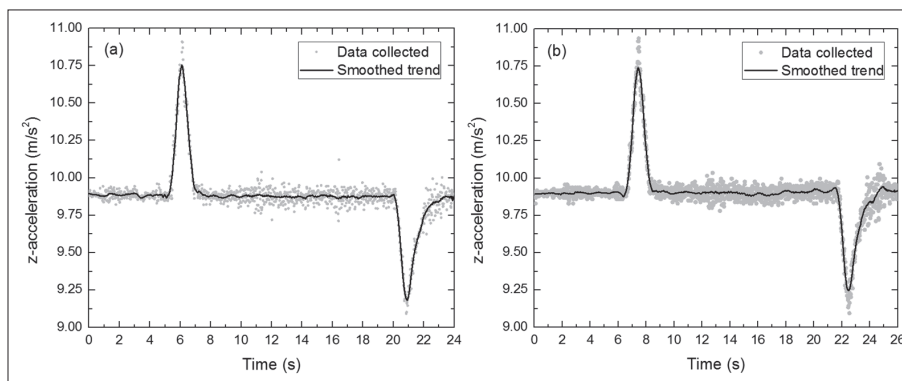 (a)
Data collected
Smoothed trend
z-acceleration (m/s²)
11.00
10.75
10.50
10.25
10.00
9.75
9.50
9.25
9.00
0 2 4 6 8 10 12 14 16 18 20 22 24
Time (s)
(b)
Data collected
Smoothed trend
z-acceleration (m/s²)
11.00
10.75
10.50
10.25
10.00
9.75
9.50
9.25
9.00
0 2 4 6 8 10 12 14 16 18 20 22 24 26
Time (s)